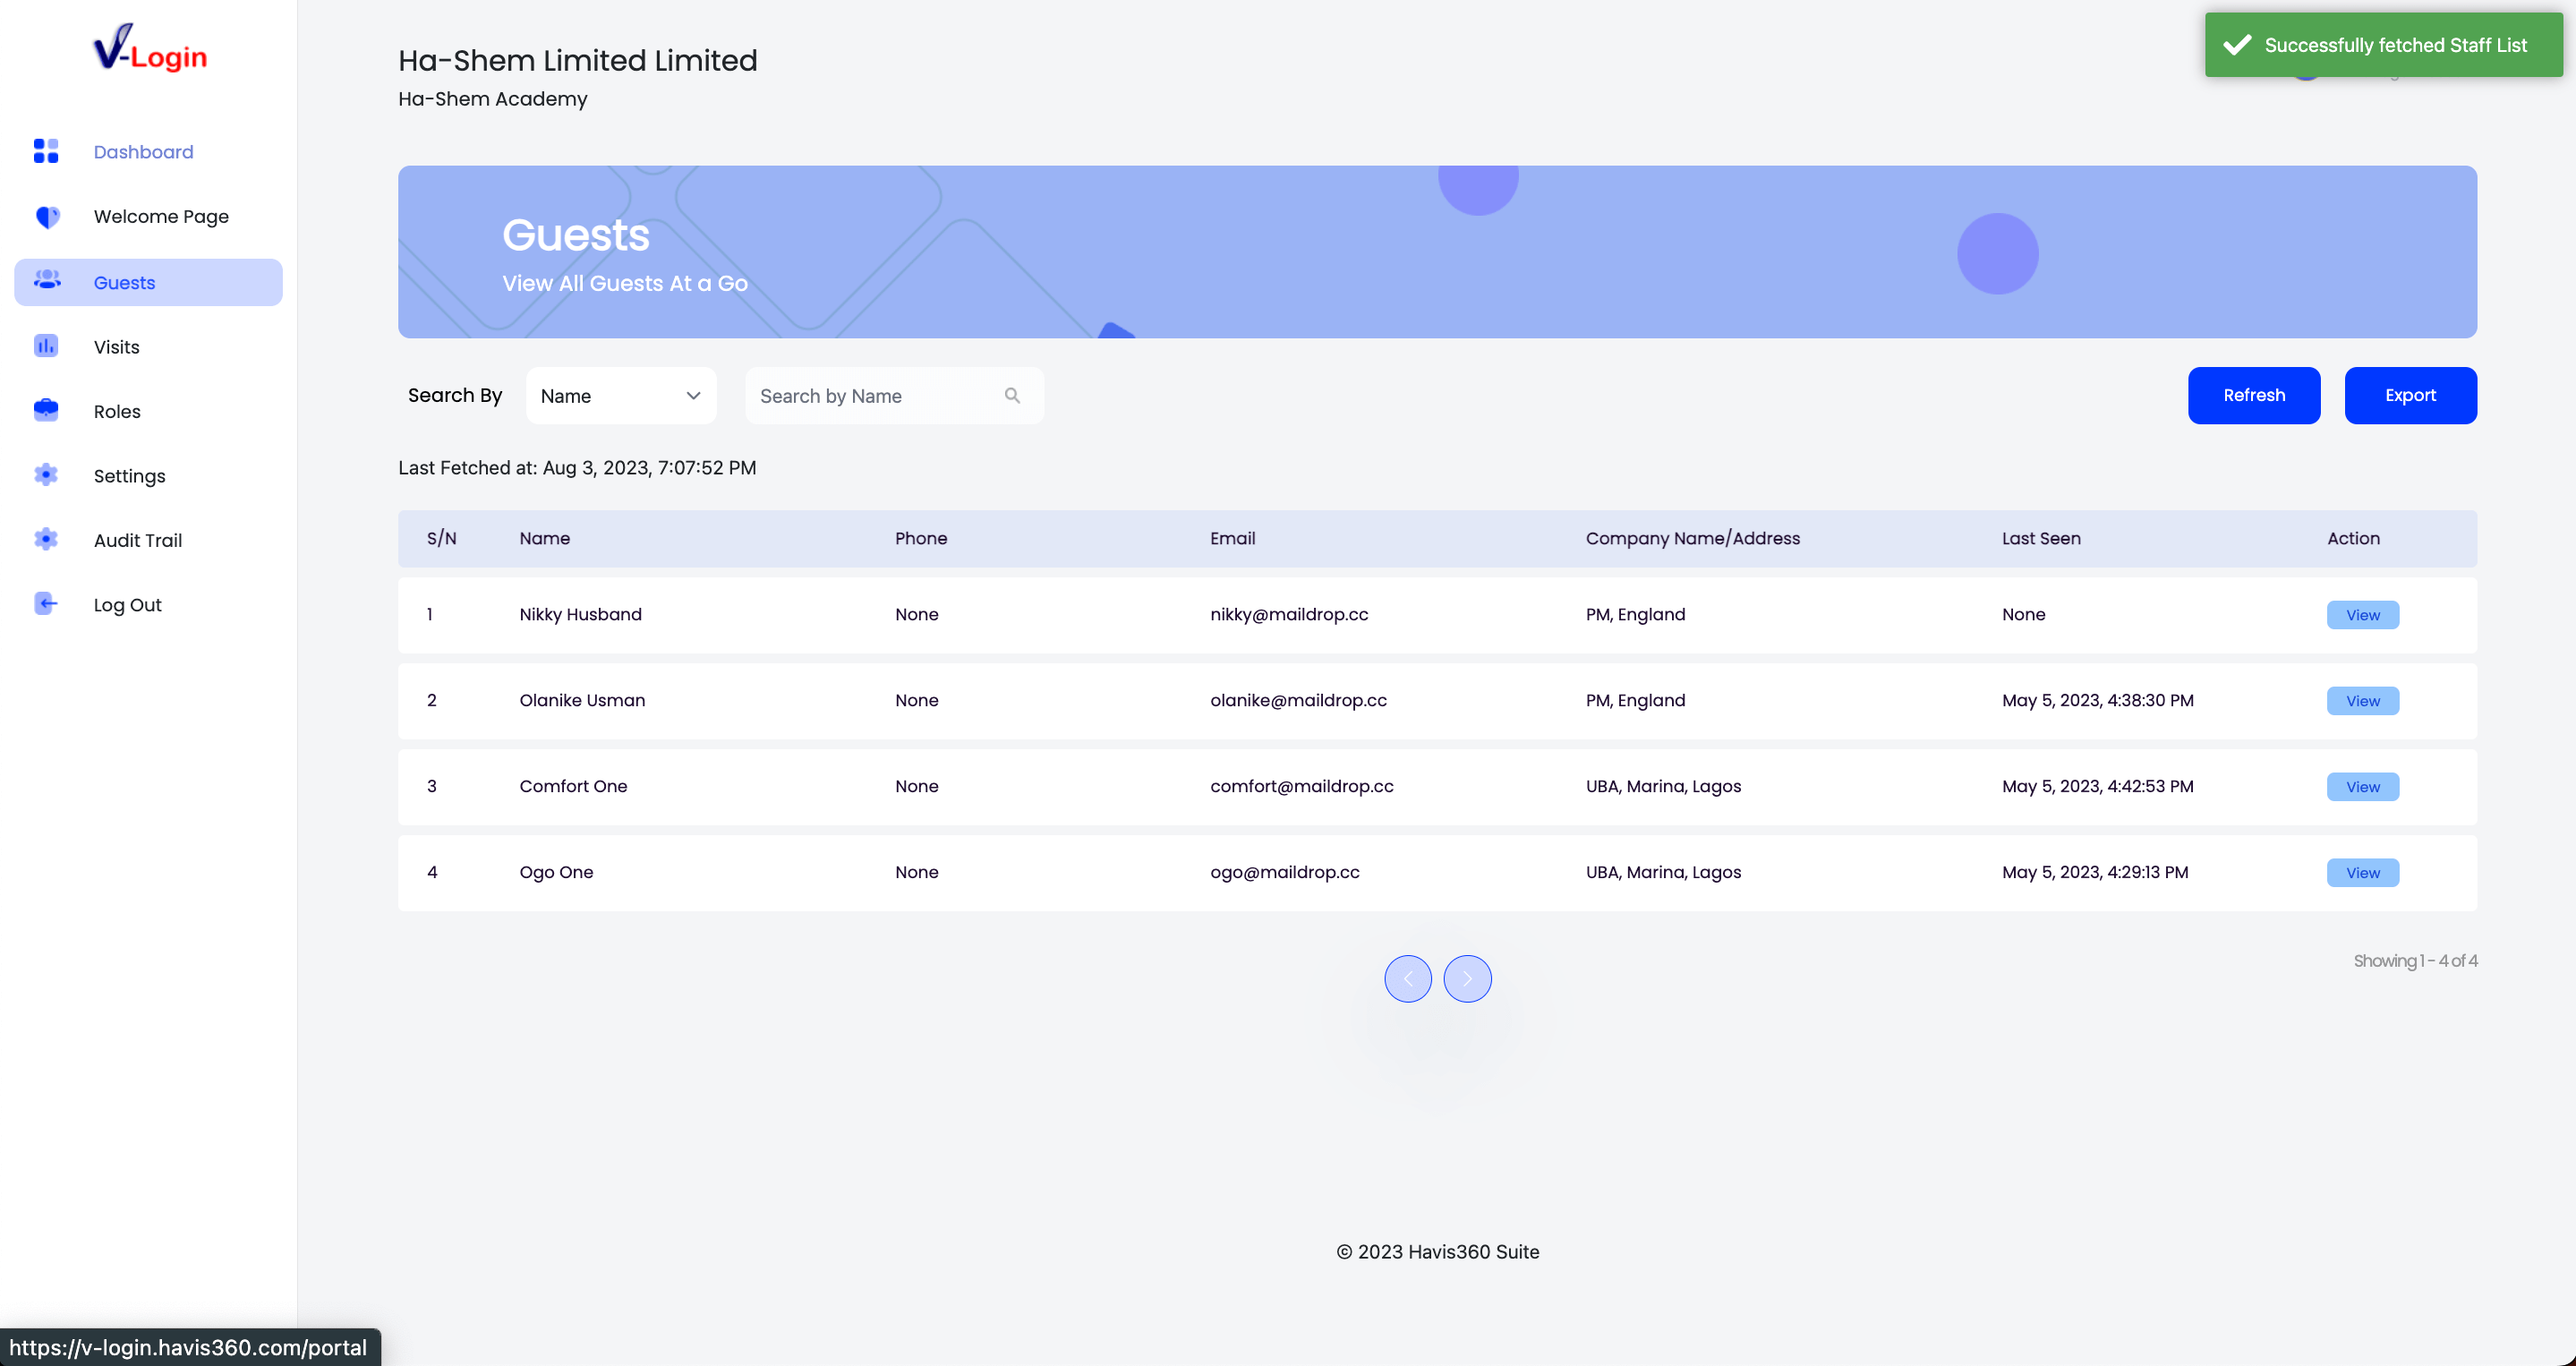 V-Login
Dashboard
Welcome Page
Guests
Visits
Roles
Settings
Audit Trail
Log Out
Ha-Shem Limited Limited
Ha-Shem Academy
Successfully fetched Staff List
Guests
View All Guests At a Go
Search By Name Search by Name Refresh Export
Last Fetched at: Aug 3, 2023, 7:07:52 PM
S/N Name Phone Email Company Name/Address Last Seen Action
1 Nikky Husband None nikky@maildrop.cc PM, England None View
2 Olanike Usman None olanike@maildrop.cc PM, England May 5, 2023, 4:38:30 PM View
3 Comfort One None comfort@maildrop.cc UBA, Marina, Lagos May 5, 2023, 4:42:53 PM View
4 Ogo One None ogo@maildrop.cc UBA, Marina, Lagos May 5, 2023, 4:29:13 PM View
Showing 1 - 4 of 4
© 2023 Havis360 Suite
https://v-login.havis360.com/portal